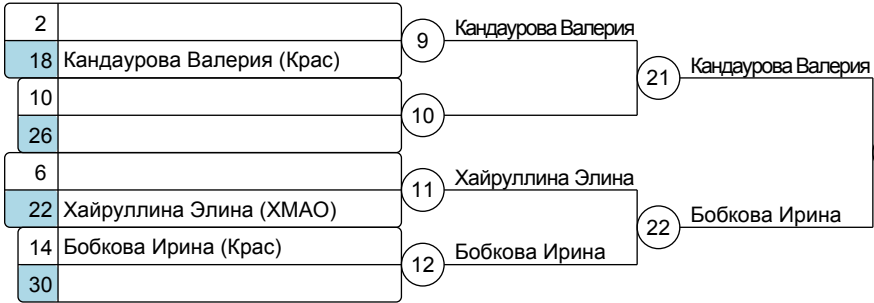 2
18 Кандаурова Валерия (Крас)
10
26
6
22 Хайруллина Элина (ХМАО)
14 Бобкова Ирина (Крас)
30
9
10
11
12
Кандаурова Валерия
Хайруллина Элина
Бобкова Ирина
21
22
Кандаурова Валерия
Бобкова Ирина